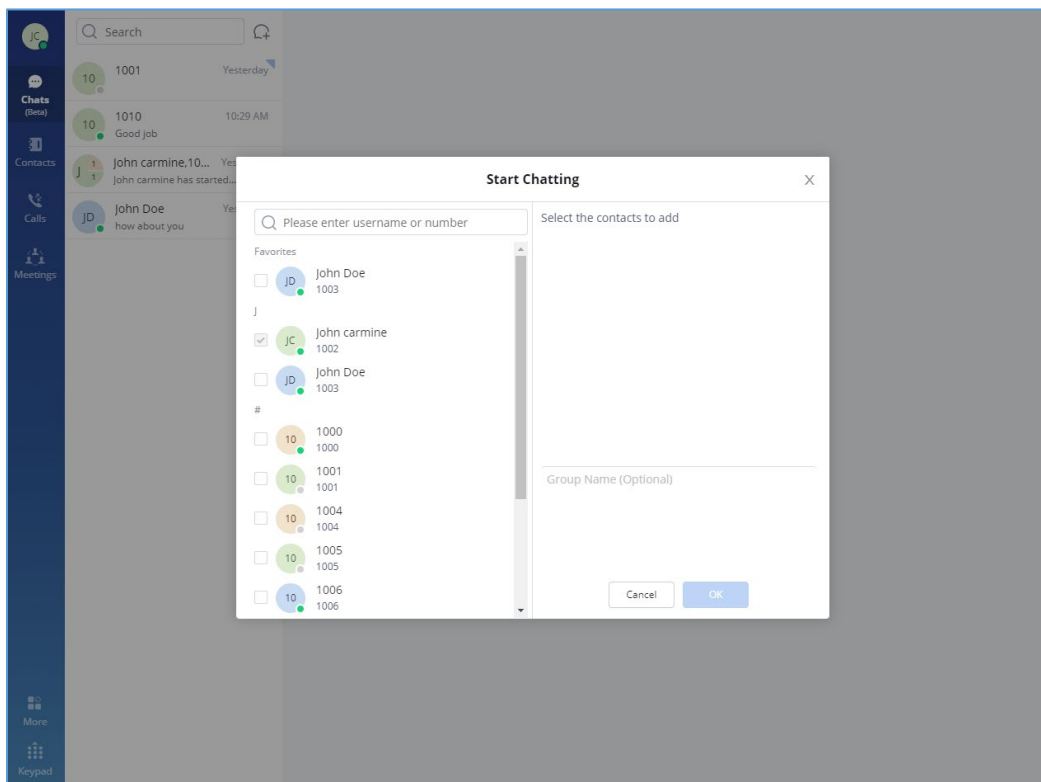 JC
Chats
(Beta)
Contacts
Calls
Meetings
More
Keypad
Search
10
1001
Yesterday
10
1010
10:29 AM
Good job
J 1 1
John carmine,10...
Yes
John carmine has started...
JD
John Doe
Yes
how about you
Start Chatting
X
Please enter username or number
Favorites
JD
John Doe
1003
J
JC
John carmine
1002
JD
John Doe
1003
#
10
1000
1000
10
1001
1001
10
1004
1004
10
1005
1005
10
1006
1006
Select the contacts to add
Group Name (Optional)
Cancel
OK